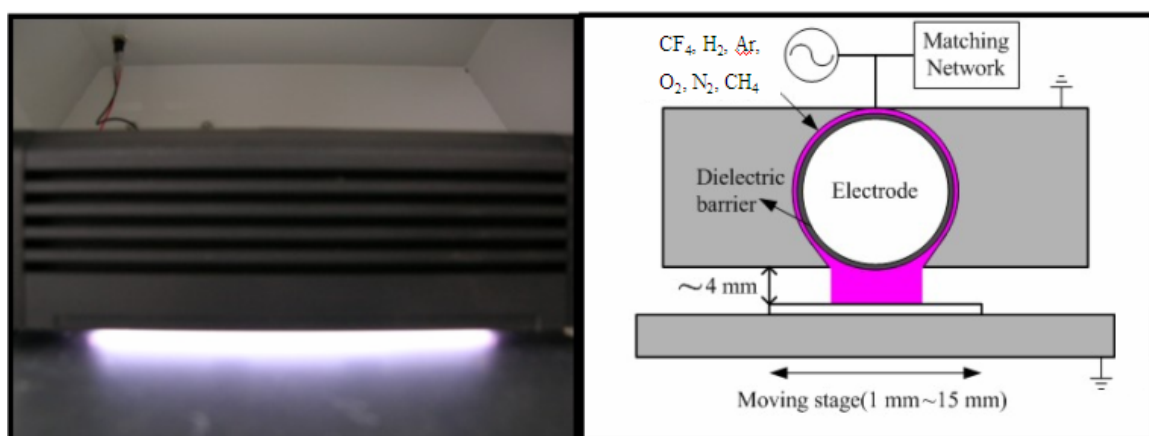 CF₄, H₂, Ar,
O₂, N₂, CH₄
Matching
Network
Dielectric
barrier
Electrode
~4 mm
Moving stage(1 mm~15 mm)